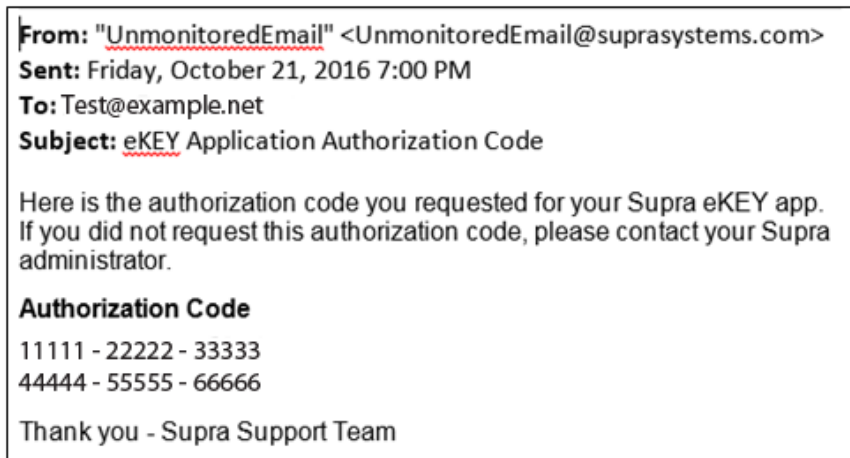 From: "UnmonitoredEmail" <UnmonitoredEmail@suprasystems.com>
Sent: Friday, October 21, 2016 7:00 PM
To: Test@example.net
Subject: eKEY Application Authorization Code
Here is the authorization code you requested for your Supra eKEY app.
If you did not request this authorization code, please contact your Supra
administrator.
Authorization Code
11111 - 22222 - 33333
44444 - 55555 - 66666
Thank you - Supra Support Team